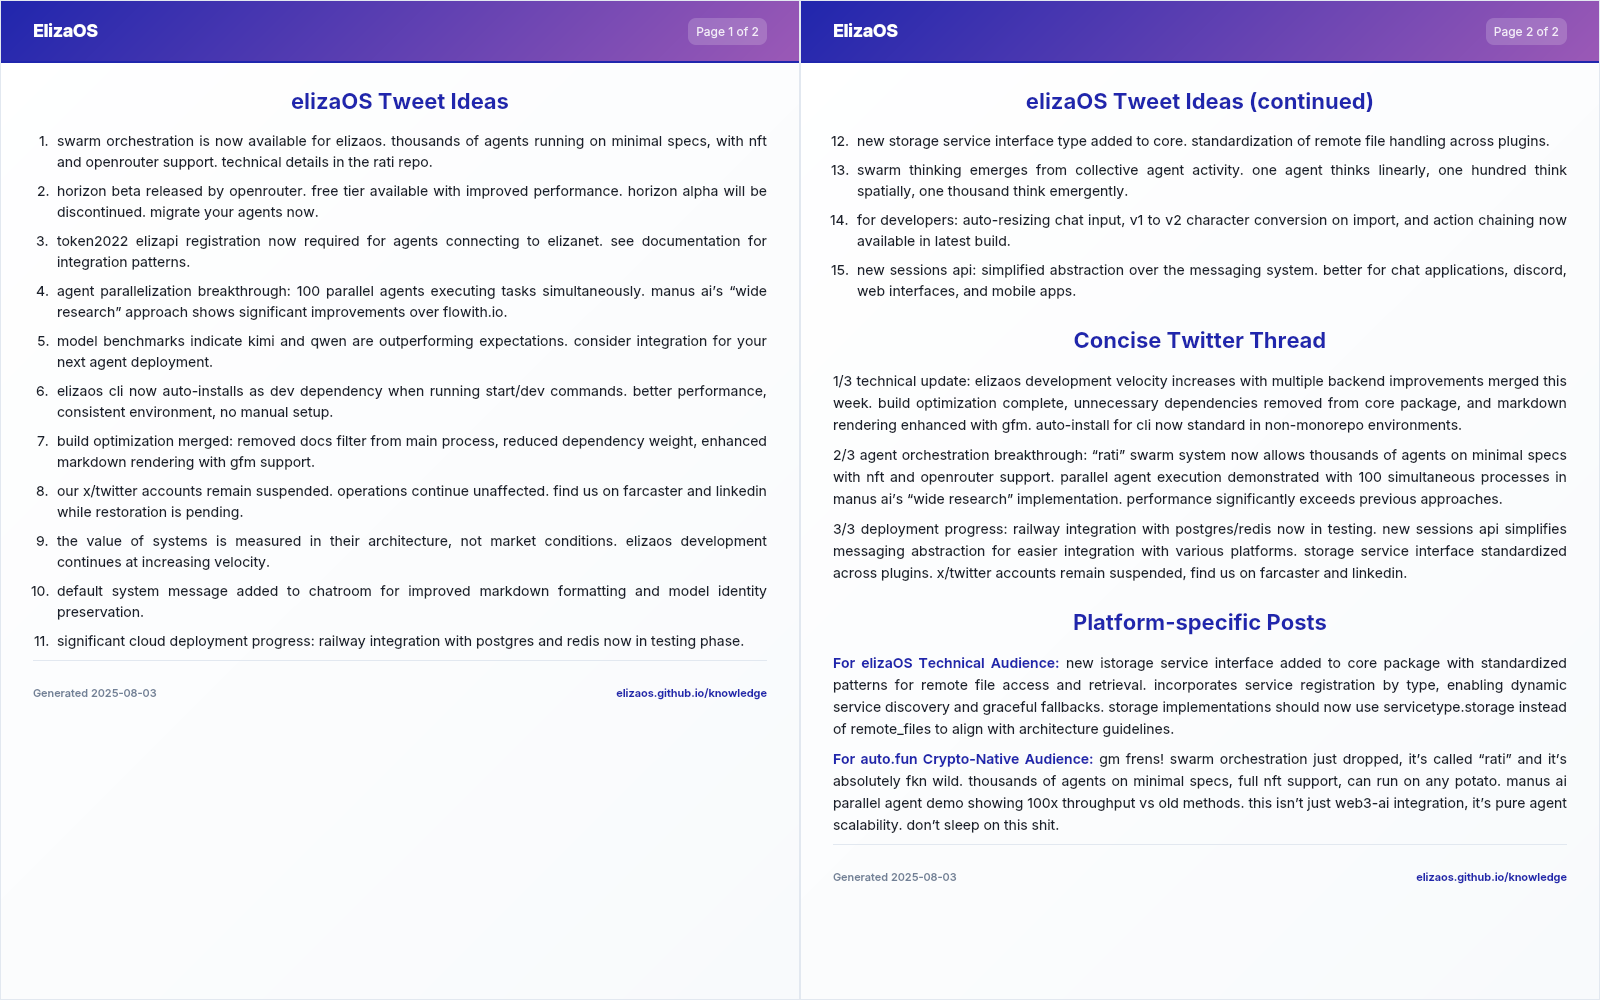 ElizaOS
Page 1 of 2
elizaOS Tweet Ideas
1. swarm orchestration is now available for elizaos. thousands of agents running on minimal specs, with nft
and openrouter support. technical details in the rati repo.
2. horizon beta released by openrouter. free tier available with improved performance. horizon alpha will be
discontinued. migrate your agents now.
3. token2022 elizapi registration now required for agents connecting to elizanet. see documentation for
integration patterns.
4. agent parallelization breakthrough: 100 parallel agents executing tasks simultaneously. manus ai’s “wide
research” approach shows significant improvements over flowith.io.
5. model benchmarks indicate kimi and qwen are outperforming expectations. consider integration for your
next agent deployment.
6. elizaos cli now auto-installs as dev dependency when running start/dev commands. better performance,
consistent environment, no manual setup.
7. build optimization merged: removed docs filter from main process, reduced dependency weight, enhanced
markdown rendering with gfm support.
8. our x/twitter accounts remain suspended. operations continue unaffected. find us on farcaster and linkedin
while restoration is pending.
9. the value of systems is measured in their architecture, not market conditions. elizaos development
continues at increasing velocity.
10. default system message added to chatroom for improved markdown formatting and model identity
preservation.
11. significant cloud deployment progress: railway integration with postgres and redis now in testing phase.
Generated 2025-08-03
elizaos.github.io/knowledge
ElizaOS
Page 2 of 2
elizaOS Tweet Ideas (continued)
12. new storage service interface type added to core. standardization of remote file handling across plugins.
13. swarm thinking emerges from collective agent activity. one agent thinks linearly, one hundred think
spatially, one thousand think emergently.
14. for developers: auto-resizing chat input, v1 to v2 character conversion on import, and action chaining now
available in latest build.
15. new sessions api: simplified abstraction over the messaging system. better for chat applications, discord,
web interfaces, and mobile apps.
Concise Twitter Thread
1/3 technical update: elizaos development velocity increases with multiple backend improvements merged this
week. build optimization complete, unnecessary dependencies removed from core package, and markdown
rendering enhanced with gfm. auto-install for cli now standard in non-monorepo environments.
2/3 agent orchestration breakthrough: “rati” swarm system now allows thousands of agents on minimal specs
with nft and openrouter support. parallel agent execution demonstrated with 100 simultaneous processes in
manus ai’s “wide research” implementation. performance significantly exceeds previous approaches.
3/3 deployment progress: railway integration with postgres/redis now in testing. new sessions api simplifies
messaging abstraction for easier integration with various platforms. storage service interface standardized
across plugins. x/twitter accounts remain suspended, find us on farcaster and linkedin.
Platform-specific Posts
For elizaOS Technical Audience: new istorage service interface added to core package with standardized
patterns for remote file access and retrieval. incorporates service registration by type, enabling dynamic
service discovery and graceful fallbacks. storage implementations should now use servicetype.storage instead
of remote_files to align with architecture guidelines.
For auto.fun Crypto-Native Audience: gm frens! swarm orchestration just dropped, it’s called “rati” and it’s
absolutely fkn wild. thousands of agents on minimal specs, full nft support, can run on any potato. manus ai
parallel agent demo showing 100x throughput vs old methods. this isn’t just web3-ai integration, it’s pure agent
scalability. don’t sleep on this shit.
Generated 2025-08-03
elizaos.github.io/knowledge